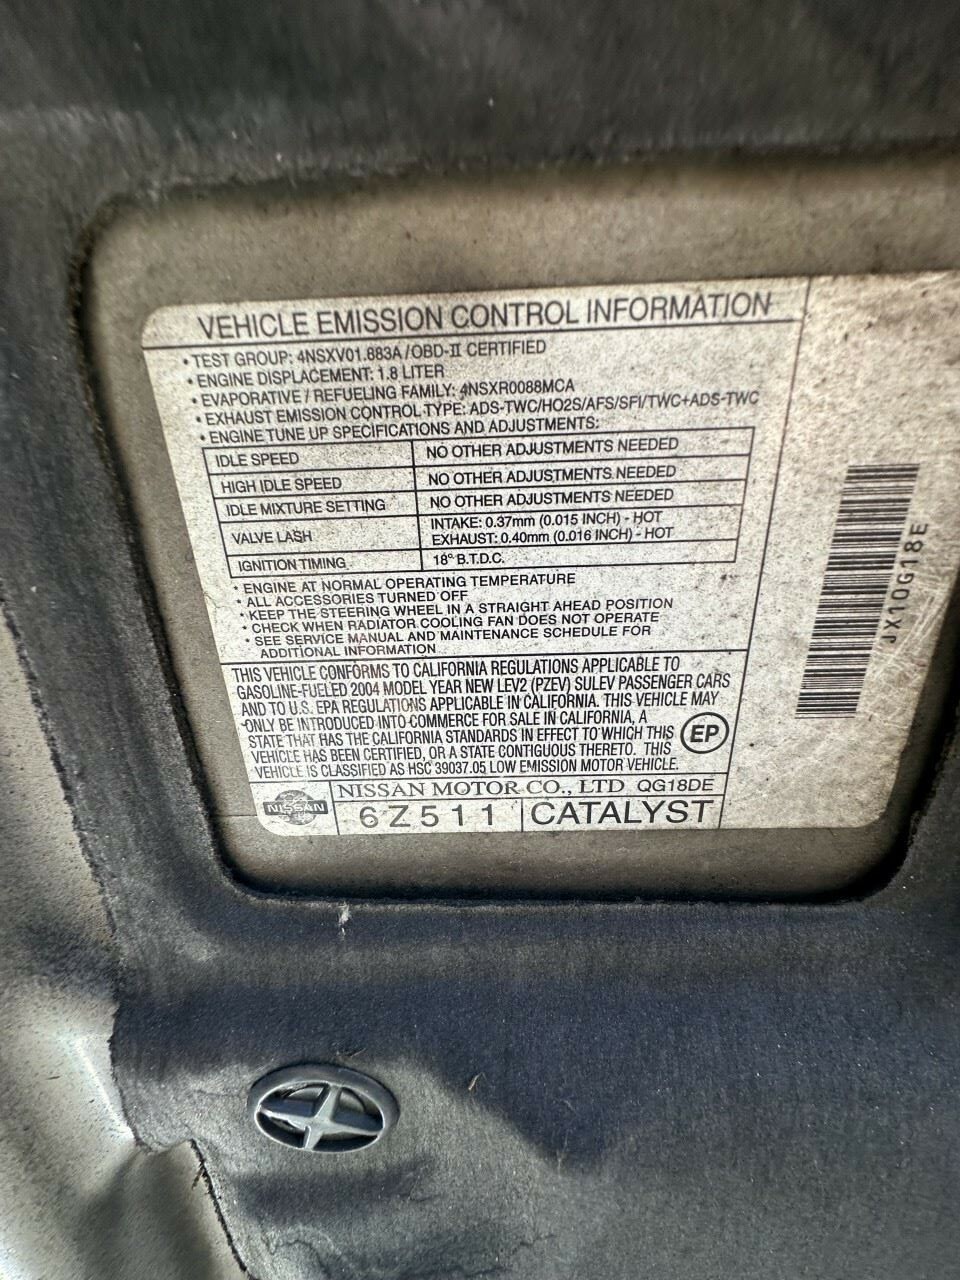 VEHICLE EMISSION CONTROL INFORMATION
• TEST GROUP: 4NSXV01.883A / OBD-II CERTIFIED
• ENGINE DISPLACEMENT: 1.8 LITER
• EVAPORATIVE / REFUELING FAMILY: 4NSXR0088MCA
• EXHAUST EMISSION CONTROL TYPE: ADS-TWC/HO2S/AFS/SFI/TWC+ADS-TWC
• ENGINE TUNE UP SPECIFICATIONS AND ADJUSTMENTS:
IDLE SPEED NO OTHER ADJUSTMENTS NEEDED
HIGH IDLE SPEED NO OTHER ADJUSTMENTS NEEDED
IDLE MIXTURE SETTING NO OTHER ADJUSTMENTS NEEDED
VALVE LASH INTAKE: 0.37mm (0.015 INCH) - HOT
EXHAUST: 0.40mm (0.016 INCH) - HOT
IGNITION TIMING 18° B.T.D.C.
• ENGINE AT NORMAL OPERATING TEMPERATURE
• ALL ACCESSORIES TURNED OFF
• KEEP THE STEERING WHEEL IN A STRAIGHT AHEAD POSITION
• CHECK WHEN RADIATOR COOLING FAN DOES NOT OPERATE
• SEE SERVICE MANUAL AND MAINTENANCE SCHEDULE FOR
ADDITIONAL INFORMATION
THIS VEHICLE CONFORMS TO CALIFORNIA REGULATIONS APPLICABLE TO
GASOLINE-FUELED 2004 MODEL YEAR NEW LEV2 (PZEV) SULEV PASSENGER CARS
AND TO U.S. EPA REGULATIONS APPLICABLE IN CALIFORNIA. THIS VEHICLE MAY
ONLY BE INTRODUCED INTO COMMERCE FOR SALE IN CALIFORNIA, A
STATE THAT HAS THE CALIFORNIA STANDARDS IN EFFECT TO WHICH THIS
VEHICLE HAS BEEN CERTIFIED, OR A STATE CONTIGUOUS THERETO. THIS
VEHICLE IS CLASSIFIED AS HSC 39037.05 LOW EMISSION MOTOR VEHICLE.
EP
NISSAN
NISSAN MOTOR CO., LTD QG18DE
6Z511 CATALYST
JX10G18E